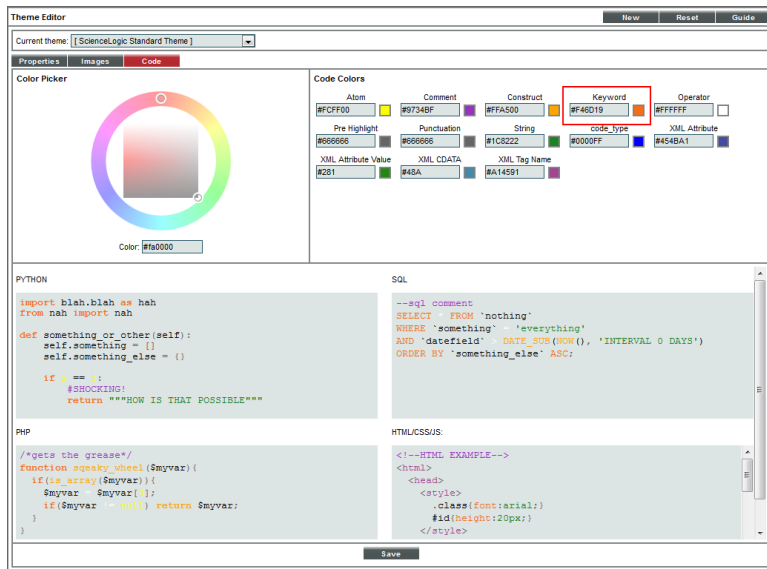 Theme Editor
New Reset Guide
Current theme: [ ScienceLogic Standard Theme ]
Properties Images Code
Color Picker
Color: #fa0000
Code Colors
Atom Comment Construct Keyword Operator
#FCFF00 #9734BF #FFA500 #F46D19 #FFFFFF
Pre Highlight Punctuation String code_type XML Attribute
#666666 #666666 #1C8222 #0000FF #454BA1
XML Attribute Value XML CDATA XML Tag Name
#281 #48A #A14591
PYTHON
import blah.blah as hah
from nah import nah
def something_or_other(self):
self.something = []
self.something_else = {}
if == :
#SHOCKING!
return """HOW IS THAT POSSIBLE"""
SQL
--sql comment
SELECT * FROM `nothing`
WHERE `something` = 'everything'
AND `datefield` > DATE_SUB(NOW(), 'INTERVAL 0 DAYS')
ORDER BY `something_else` ASC;
PHP
/*gets the grease*/
function sqeaky_wheel($myvar){
if(is_array($myvar)){
$myvar = $myvar[ ];
if($myvar != null) return $myvar;
}
}
HTML/CSS/JS:
<!--HTML EXAMPLE-->
<html>
<head>
<style>
.class{font:arial;}
#id{height:20px;}
</style>
Save